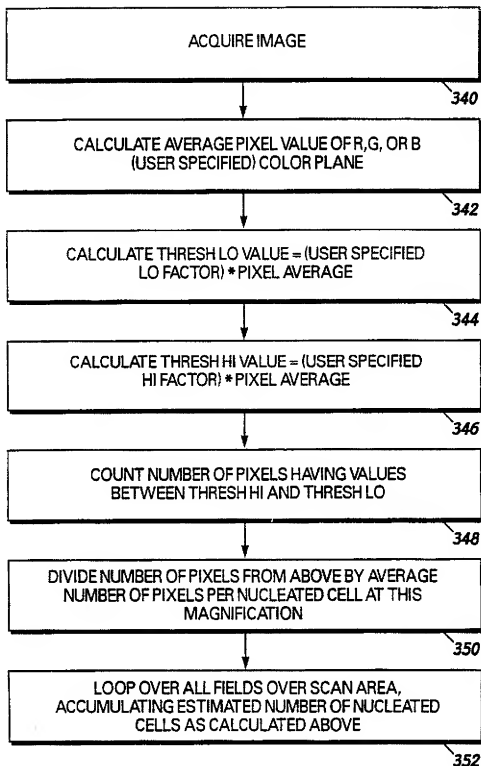 ACQUIRE IMAGE
340
CALCULATE AVERAGE PIXEL VALUE OF R,G, OR B
(USER SPECIFIED) COLOR PLANE
342
CALCULATE THRESH LO VALUE = (USER SPECIFIED
LO FACTOR) * PIXEL AVERAGE
344
CALCULATE THRESH HI VALUE = (USER SPECIFIED
HI FACTOR) * PIXEL AVERAGE
346
COUNT NUMBER OF PIXELS HAVING VALUES
BETWEEN THRESH HI AND THRESH LO
348
DIVIDE NUMBER OF PIXELS FROM ABOVE BY AVERAGE
NUMBER OF PIXELS PER NUCLEATED CELL AT THIS
MAGNIFICATION
350
LOOP OVER ALL FIELDS OVER SCAN AREA,
ACCUMULATING ESTIMATED NUMBER OF NUCLEATED
CELLS AS CALCULATED ABOVE
352